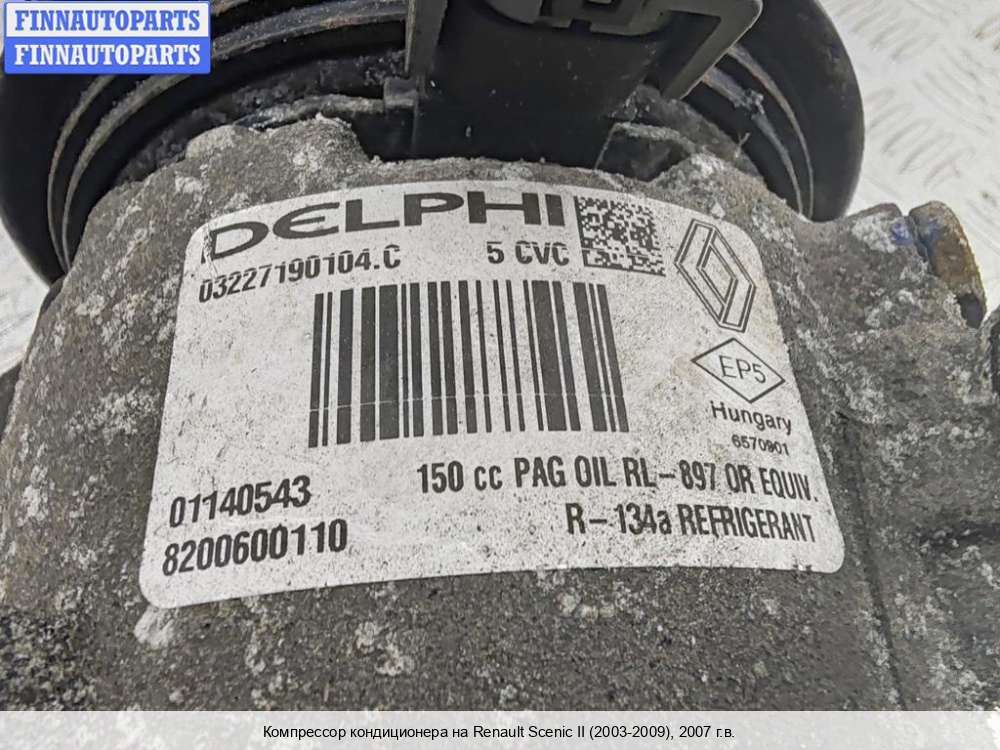 FINNAUTOPARTS
FINNAUTOPARTS
DELPHI
03227190104.C 5 CVC
EP5
Hungary
6570901
150 cc PAG OIL RL-897 OR EQUIV.
R-134a REFRIGERANT
01140543
8200600110
Компрессор кондиционера на Renault Scenic II (2003-2009), 2007 г.в.